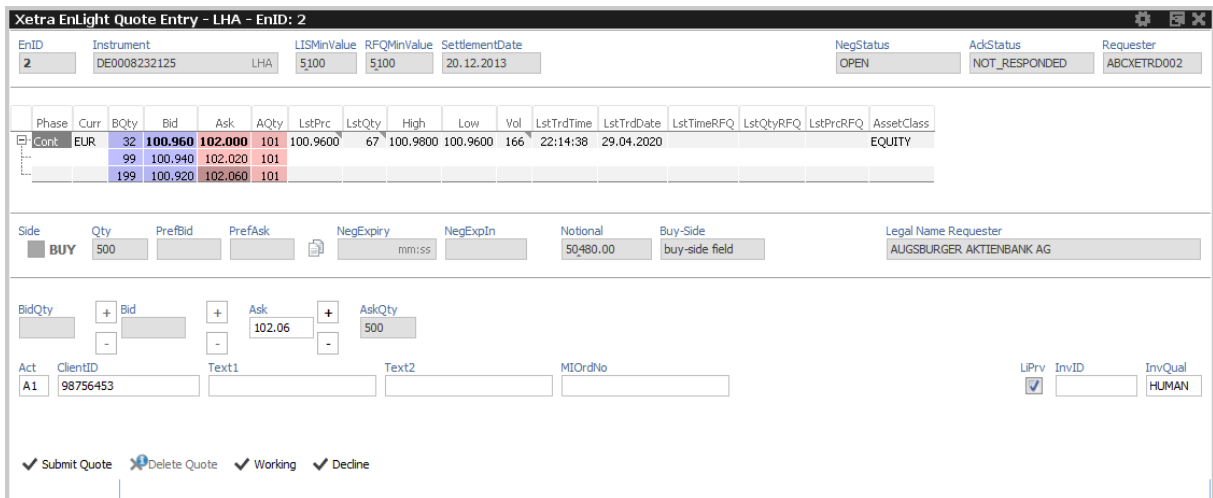 Xetra EnLight Quote Entry - LHA - EnID: 2
EnID Instrument LISMinValue RFQMinValue SettlementDate NegStatus AckStatus Requester
2 DE0008232125 LHA 5,100 5,100 20.12.2013 OPEN NOT_RESPONDED ABCXETRD002
Phase Curr BQty Bid Ask AQty LstPrc LstQty High Low Vol LstTrdTime LstTrdDate LstTimeRFQ LstQtyRFQ LstPrcRFQ AssetClass
Cont EUR 32 100.960 102.000 101 100.9600 67 100.9800 100.9600 166 22:14:38 29.04.2020 EQUITY
99 100.940 102.020 101
199 100.920 102.060 101
Side Qty PrefBid PrefAsk NegExpiry NegExpIn Notional Buy-Side Legal Name Requester
BUY 500 mm:ss 50,480.00 buy-side field AUGSBURGER AKTIENBANK AG
BidQty + Bid + Ask + AskQty
102.06 500
- - -
Act ClientID Text1 Text2 MIOrdNo LiPrv InvID InvQual
A1 98756453 HUMAN
Submit Quote Delete Quote Working Decline